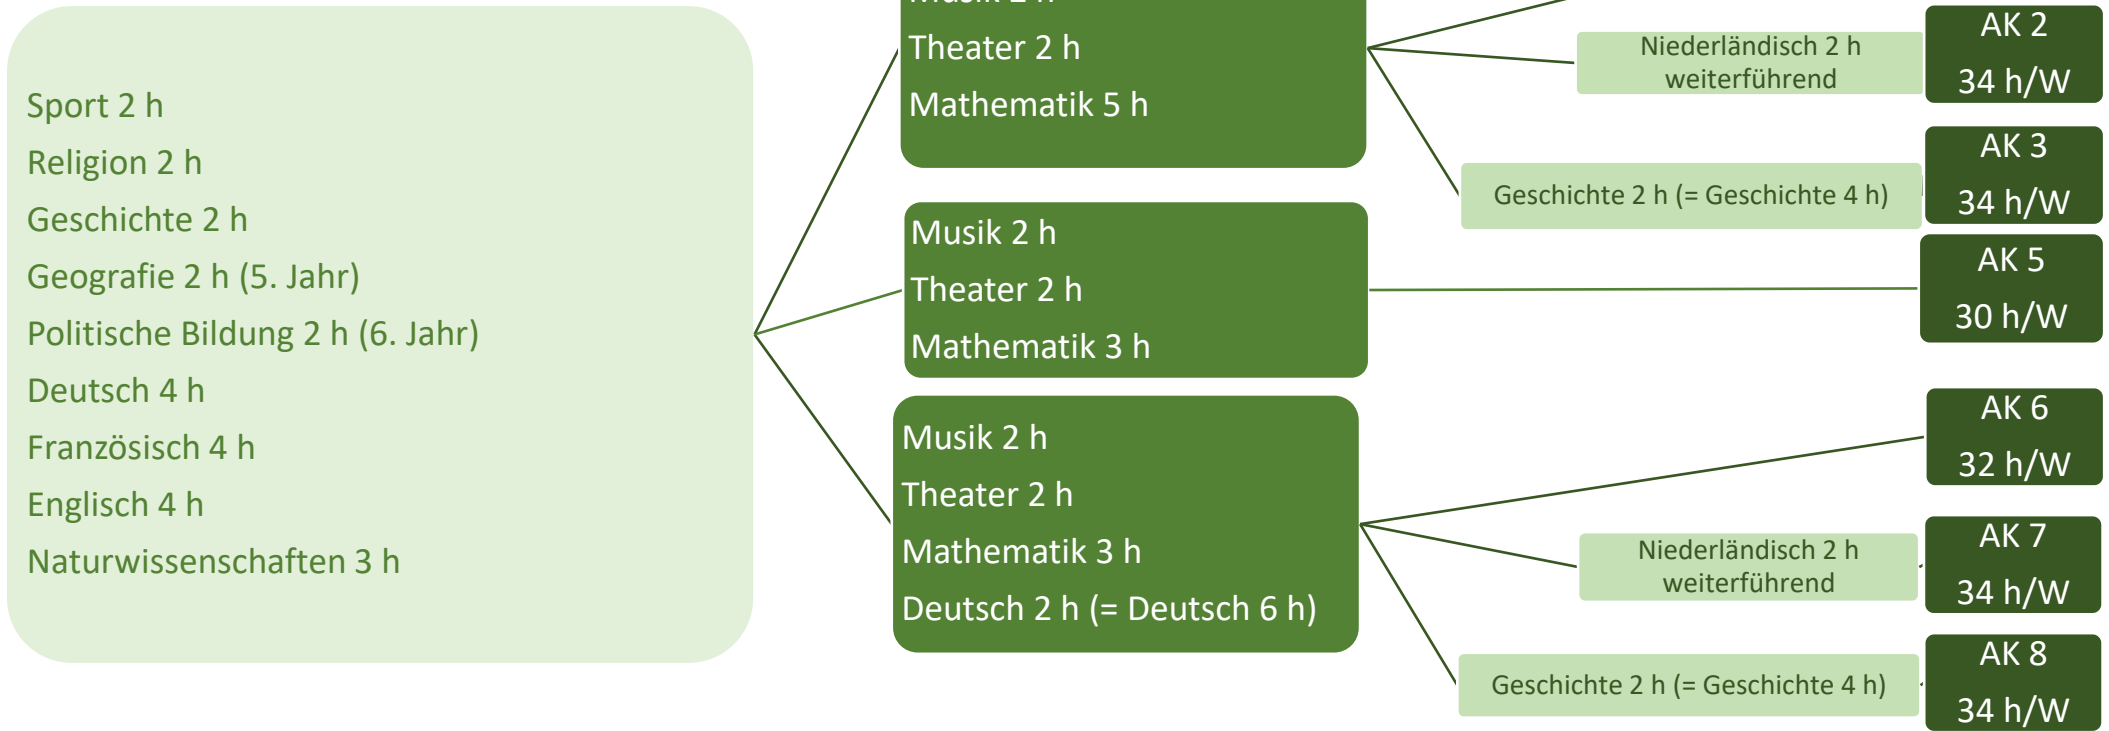 Sport 2 h
Religion 2 h
Geschichte 2 h
Geografie 2 h (5. Jahr)
Politische Bildung 2 h (6. Jahr)
Deutsch 4 h
Französisch 4 h
Englisch 4 h
Naturwissenschaften 3 h
Musik 2 h
Theater 2 h
Mathematik 5 h
Niederländisch 2 h
weiterführend
AK 2
34 h/W
Geschichte 2 h (= Geschichte 4 h)
AK 3
34 h/W
Musik 2 h
Theater 2 h
Mathematik 3 h
AK 5
30 h/W
Musik 2 h
Theater 2 h
Mathematik 3 h
Deutsch 2 h (= Deutsch 6 h)
AK 6
32 h/W
Niederländisch 2 h
weiterführend
AK 7
34 h/W
Geschichte 2 h (= Geschichte 4 h)
AK 8
34 h/W